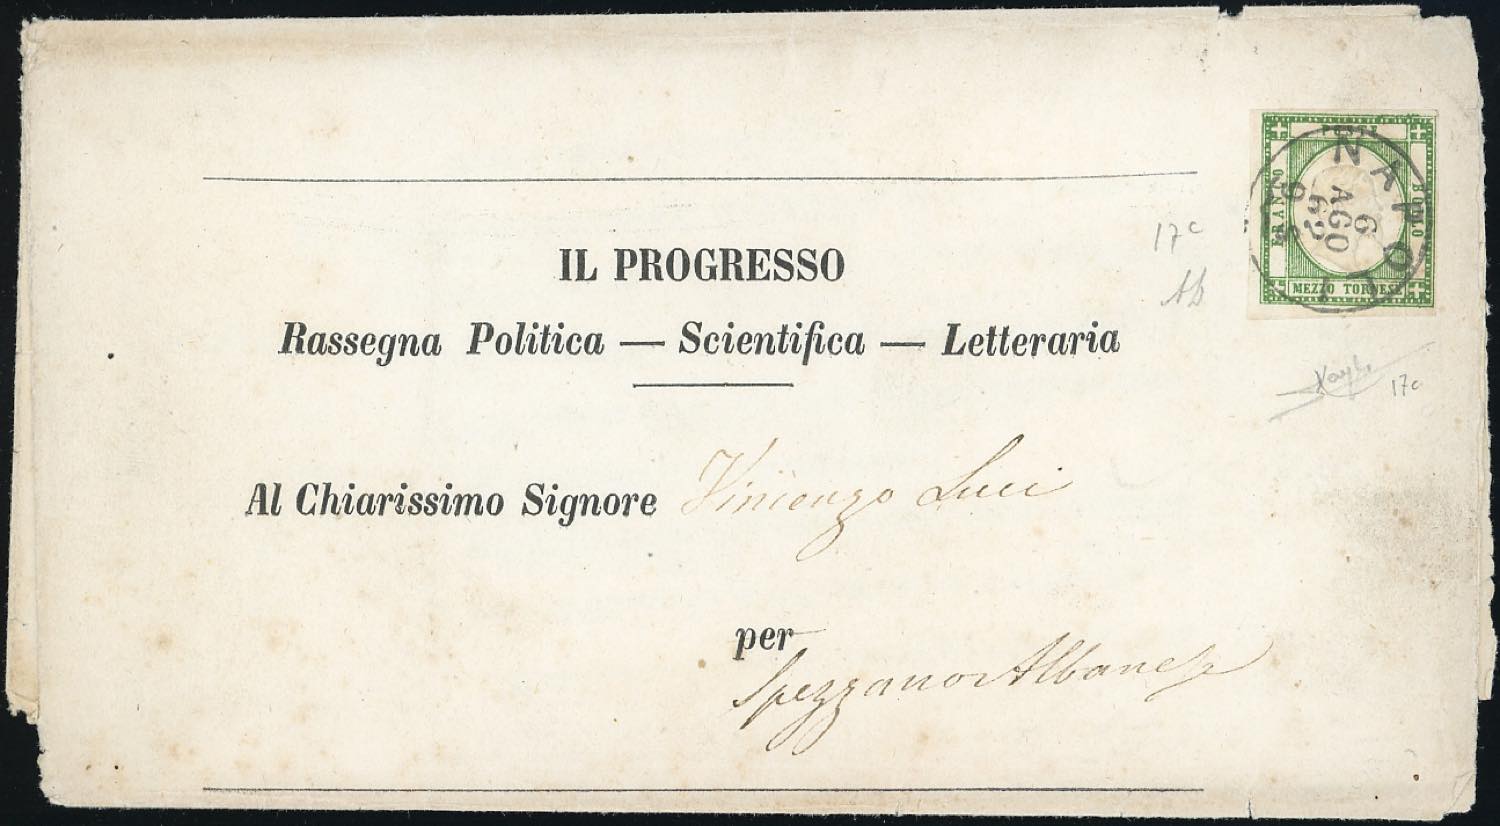 FRANCO BOLLO
MEZZO TORNESE
NAPOLI
6
AGO
62
17c
IL PROGRESSO
Rassegna Politica — Scientifica — Letteraria
17c
Al Chiarissimo Signore Vincenzo Luci
per
Spezzano Albanese